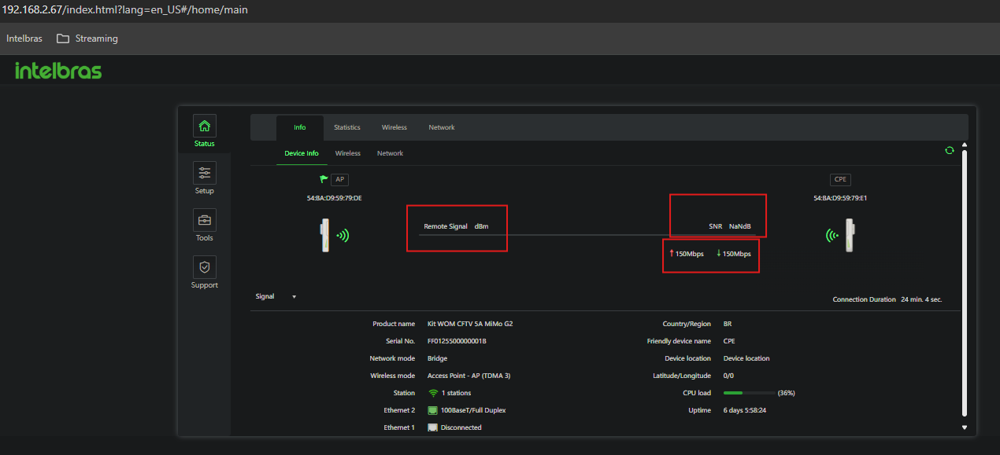 192.168.2.67/index.html?lang=en_US#/home/main
Intelbras Streaming
intelbras
Status
Setup
Tools
Support
Info Statistics Wireless Network
Device Info Wireless Network
AP
54:BA:D9:59:79:DE
CPE
54:BA:D9:59:79:E1
Remote Signal dBm
SNR NaNdB
150Mbps 150Mbps
Signal
Connection Duration 24 min. 4 sec.
Product name Kit WOM CFTV 5A MiMo G2
Country/Region BR
Serial No. FF0125500000001B
Friendly device name CPE
Network mode Bridge
Device location Device location
Wireless mode Access Point - AP (TDMA 3)
Latitude/Longitude 0/0
Station 1 stations
CPU load (36%)
Ethernet 2 100BaseT/Full Duplex
Uptime 6 days 5:58:24
Ethernet 1 Disconnected